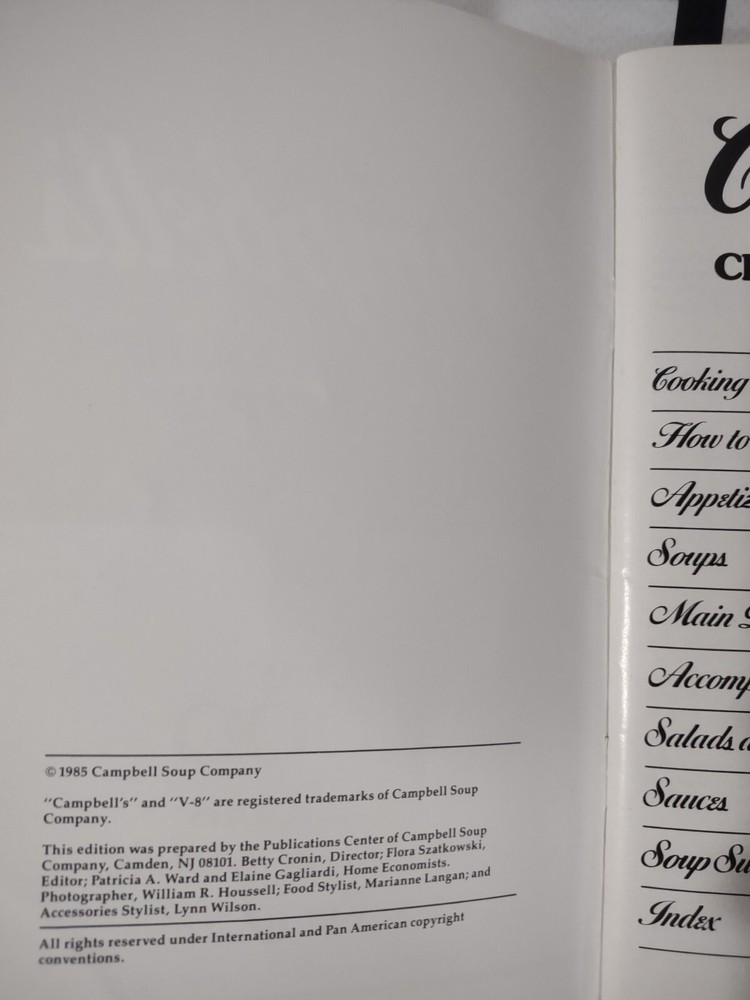 © 1985 Campbell Soup Company
"Campbell's" and "V-8" are registered trademarks of Campbell Soup
Company.
This edition was prepared by the Publications Center of Campbell Soup
Company, Camden, NJ 08101. Betty Cronin, Director; Flora Szatkowski,
Editor; Patricia A. Ward and Elaine Gagliardi, Home Economists.
Photographer, William R. Houssell; Food Stylist, Marianne Langan; and
Accessories Stylist, Lynn Wilson.
All rights reserved under International and Pan American copyright
conventions.
Cooking
How to
Soups
Main
Salads
Sauces
Soup
Index